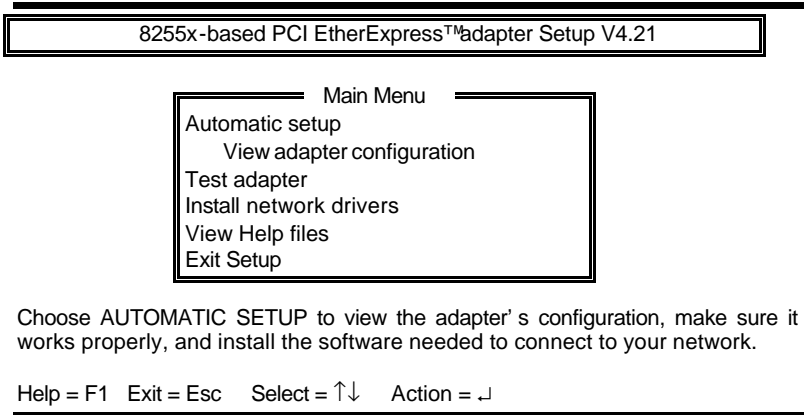 8255x-based PCI EtherExpress™adapter Setup V4.21
Main Menu
Automatic setup
View adapter configuration
Test adapter
Install network drivers
View Help files
Exit Setup
Choose AUTOMATIC SETUP to view the adapter’ s configuration, make sure it
works properly, and install the software needed to connect to your network.
Help = F1 Exit = Esc Select = ↑↓ Action = ↵